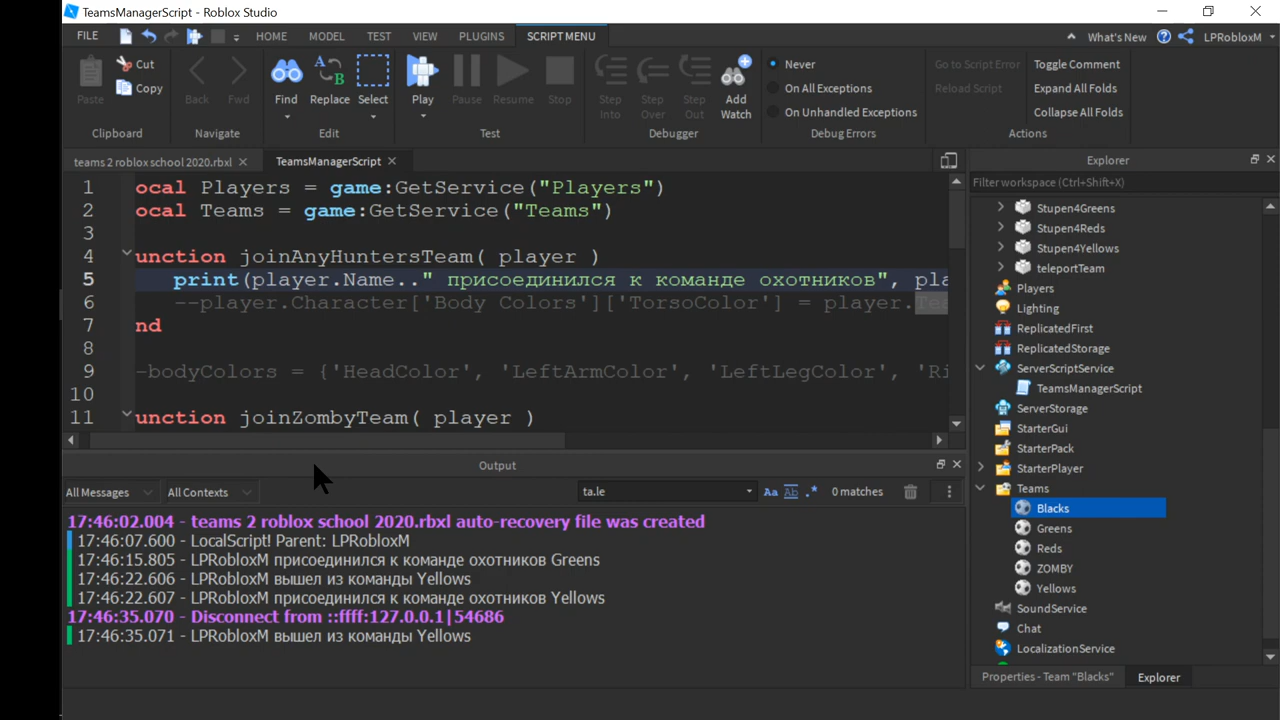 TeamsManagerScript - Roblox Studio
FILE HOME MODEL TEST VIEW PLUGINS SCRIPT MENU What's New LPRobloxM
Paste Cut Copy Back Fwd Find Replace Select Play Pause Resume Stop Step Into Step Over Step Out Add Watch
Never
On All Exceptions
On Unhandled Exceptions
Go to Script Error
Reload Script
Toggle Comment
Expand All Folds
Collapse All Folds
Clipboard Navigate Edit Test Debugger Debug Errors Actions
teams 2 roblox school 2020.rbxl TeamsManagerScript
1 ocal Players = game:GetService("Players")
2 ocal Teams = game:GetService("Teams")
3
4 unction joinAnyHuntersTeam( player )
5 print(player.Name.." присоединился к команде охотников", pla
6 --player.Character['Body Colors']['TorsoColor'] = player.Tea
7 nd
8
9 -bodyColors = {'HeadColor', 'LeftArmColor', 'LeftLegColor', 'Ri
10
11 unction joinZombyTeam( player )
Output
All Messages All Contexts ta.le Aa Ab .* 0 matches
17:46:02.004 - teams 2 roblox school 2020.rbxl auto-recovery file was created
17:46:07.600 - LocalScript! Parent: LPRobloxM
17:46:15.805 - LPRobloxM присоединился к команде охотников Greens
17:46:22.606 - LPRobloxM вышел из команды Yellows
17:46:22.607 - LPRobloxM присоединился к команде охотников Yellows
17:46:35.070 - Disconnect from ::ffff:127.0.0.1|54686
17:46:35.071 - LPRobloxM вышел из команды Yellows
Explorer
Filter workspace (Ctrl+Shift+X)
Stupen4Greens
Stupen4Reds
Stupen4Yellows
teleportTeam
Players
Lighting
ReplicatedFirst
ReplicatedStorage
ServerScriptService
TeamsManagerScript
ServerStorage
StarterGui
StarterPack
StarterPlayer
Teams
Blacks
Greens
Reds
ZOMBY
Yellows
SoundService
Chat
LocalizationService
Properties - Team "Blacks" Explorer